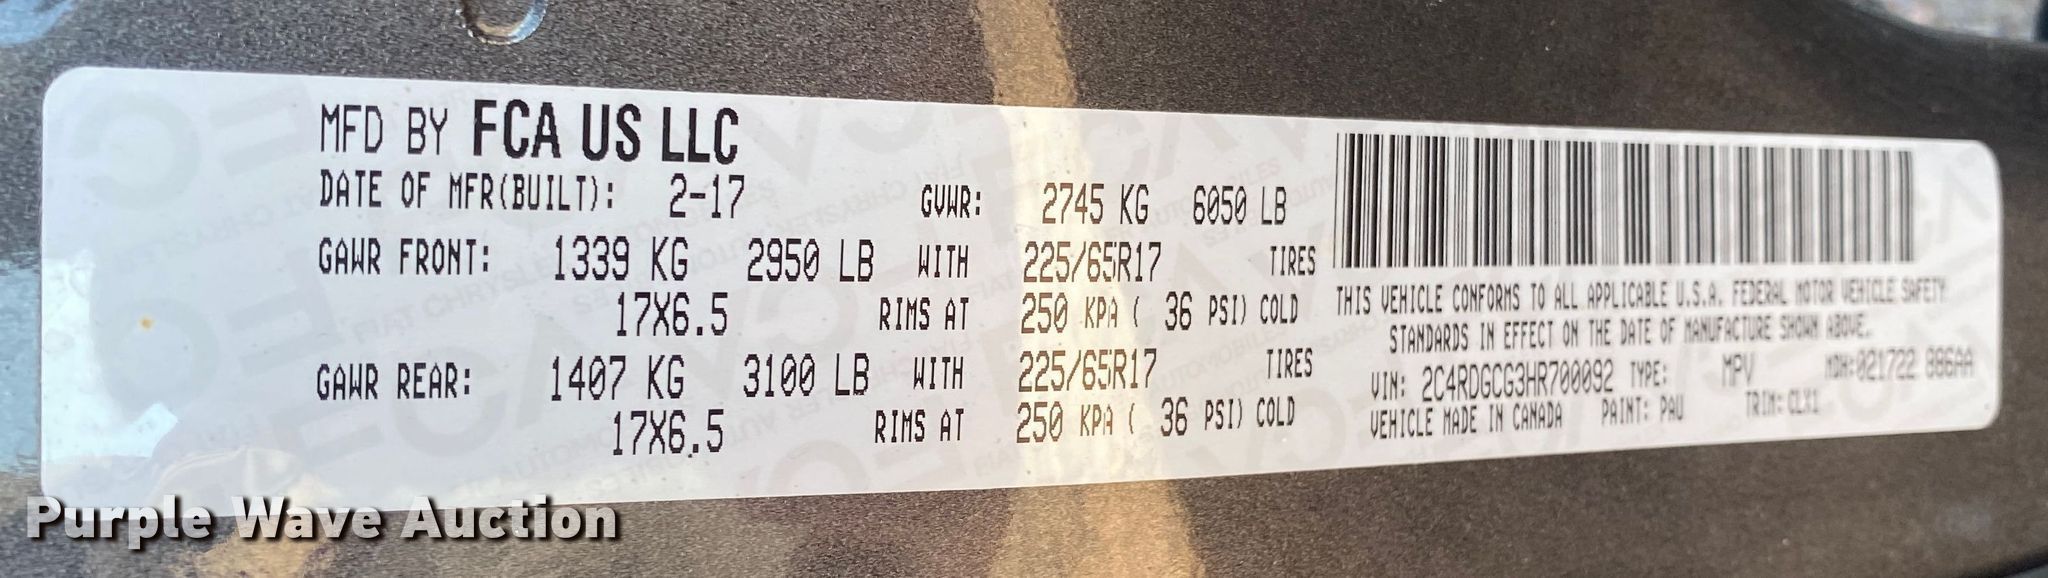 MFD BY FCA US LLC
DATE OF MFR(BUILT): 2-17 GVWR: 2745 KG 6050 LB
GAWR FRONT: 1339 KG 2950 LB WITH 225/65R17 TIRES
17X6.5 RIMS AT 250 KPA ( 36 PSI) COLD
GAWR REAR: 1407 KG 3100 LB WITH 225/65R17 TIRES
17X6.5 RIMS AT 250 KPA ( 36 PSI) COLD
THIS VEHICLE CONFORMS TO ALL APPLICABLE U.S.A. FEDERAL MOTOR VEHICLE SAFETY
STANDARDS IN EFFECT ON THE DATE OF MANUFACTURE SHOWN ABOVE.
VIN: 2C4RDGCG3HR700092 TYPE: MPV MDH:021722 886AA
VEHICLE MADE IN CANADA PAINT: PAU TRIM:
Purple Wave Auction